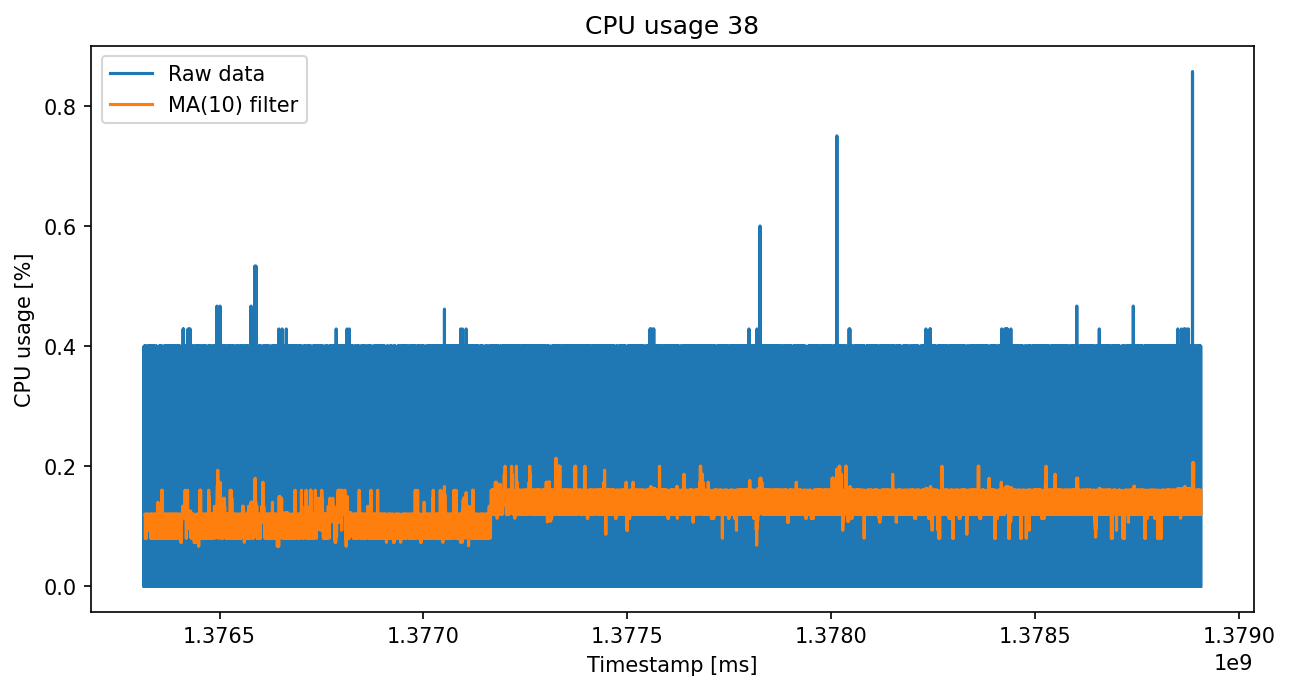 CPU usage 38
Raw data
MA(10) filter
CPU usage [%]
0.8
0.6
0.4
0.2
0.0
1.3765 1.3770 1.3775 1.3780 1.3785 1.3790
1e9
Timestamp [ms]